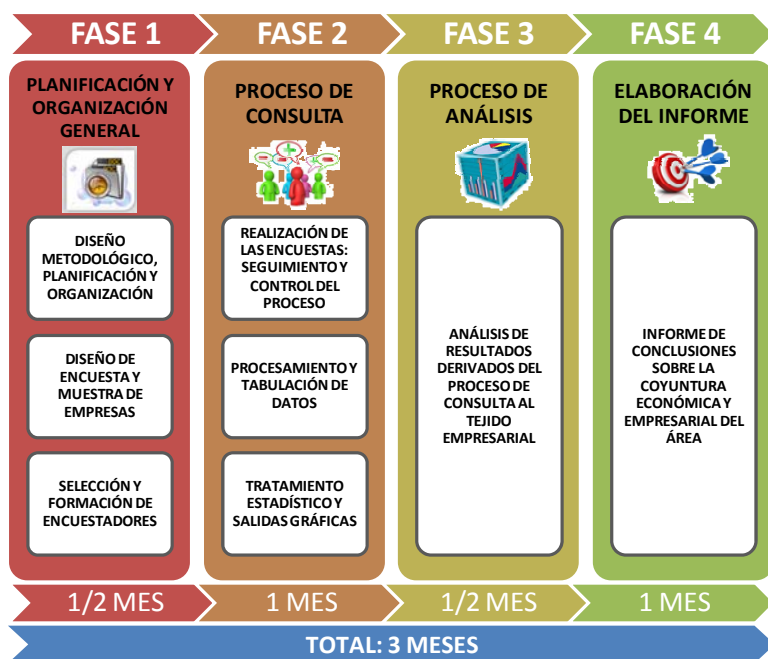 FASE 1
FASE 2
FASE 3
FASE 4
PLANIFICACIÓN Y
ORGANIZACIÓN
GENERAL
DISEÑO
METODOLÓGICO,
PLANIFICACIÓN Y
ORGANIZACIÓN
DISEÑO DE
ENCUESTA Y
MUESTRA DE
EMPRESAS
SELECCIÓN Y
FORMACIÓN DE
ENCUESTADORES
PROCESO DE
CONSULTA
REALIZACIÓN DE
LAS ENCUESTAS:
SEGUIMIENTO Y
CONTROL DEL
PROCESO
PROCESAMIENTO Y
TABULACIÓN DE
DATOS
TRATAMIENTO
ESTADÍSTICO Y
SALIDAS GRÁFICAS
PROCESO DE
ANÁLISIS
ANÁLISIS DE
RESULTADOS
DERIVADOS DEL
PROCESO DE
CONSULTA AL
TEJIDO
EMPRESARIAL
ELABORACIÓN
DEL INFORME
INFORME DE
CONCLUSIONES
SOBRE LA
COYUNTURA
ECONÓMICA Y
EMPRESARIAL DEL
ÁREA
1/2 MES
1 MES
1/2 MES
1 MES
TOTAL: 3 MESES